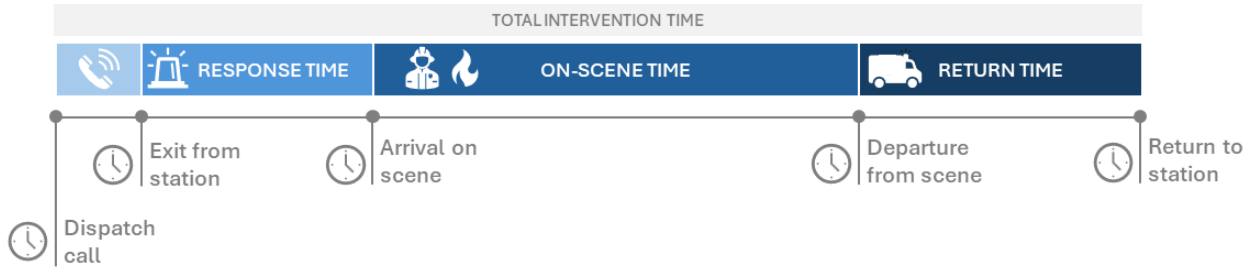 TOTAL INTERVENTION TIME
RESPONSE TIME
ON-SCENE TIME
RETURN TIME
Exit from
station
Arrival on
scene
Departure
from scene
Return to
station
Dispatch
call